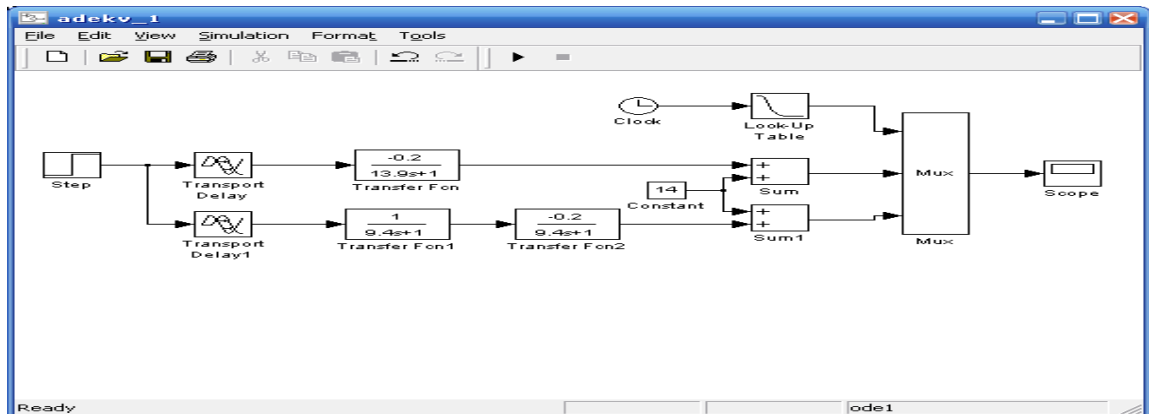 adekv_1
File Edit View Simulation Format Tools
Clock
Look-Up
Table
Step
Transport
Delay
-0.2
13.9s+1
Transfer Fcn
14
Constant
+
+
Sum
Mux
Mux
Scope
Transport
Delay1
1
9.4s+1
Transfer Fcn1
-0.2
9.4s+1
Transfer Fcn2
+
+
Sum1
Ready
ode1